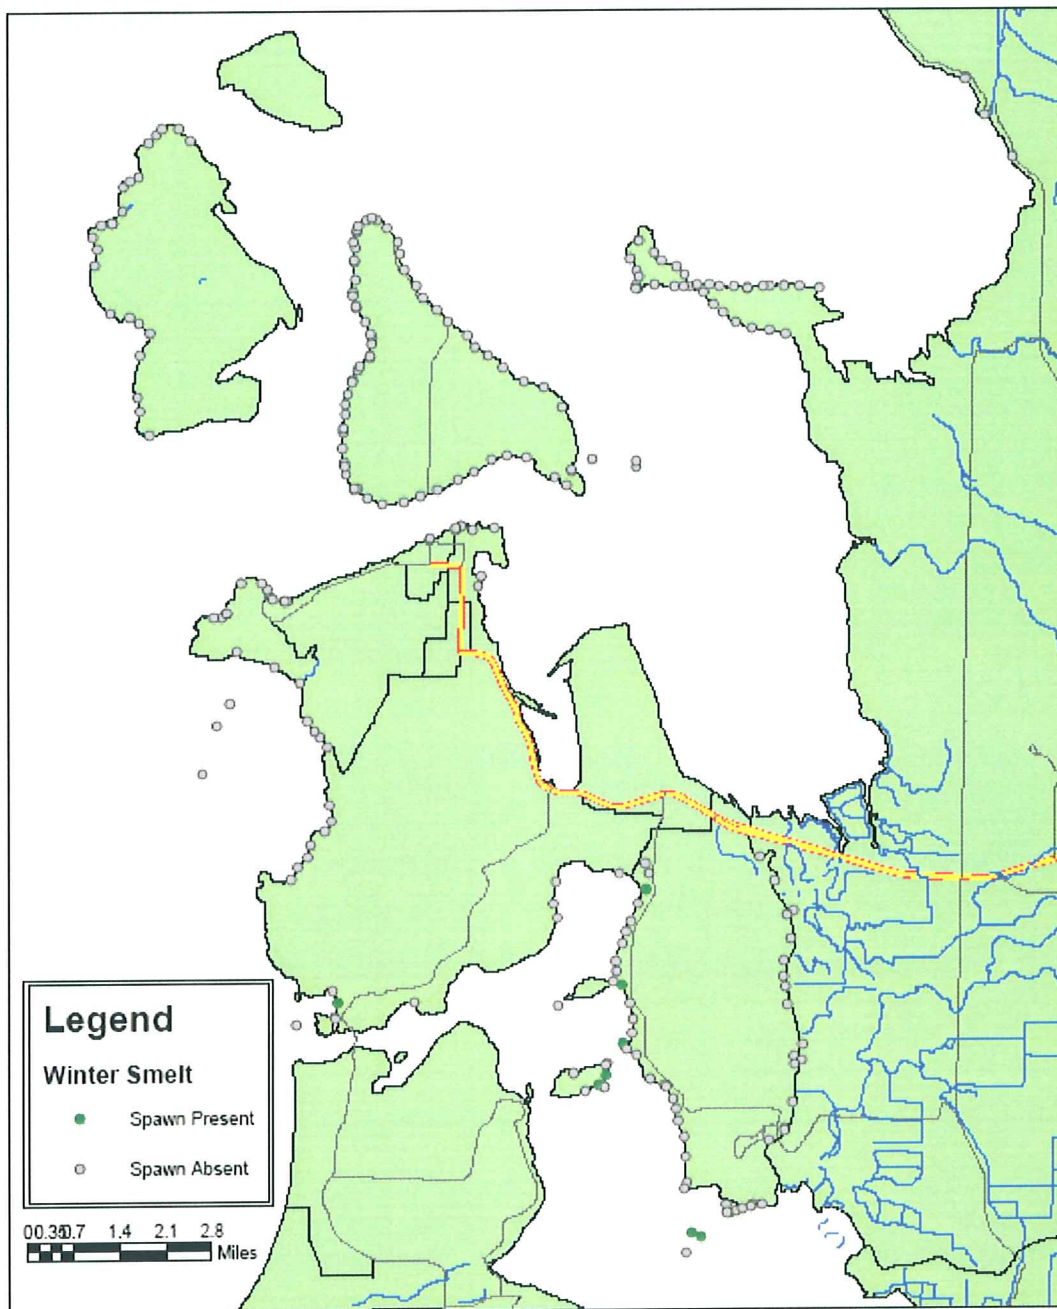 Legend
Winter Smelt
Spawn Present
Spawn Absent
00.350.7 1.4 2.1 2.8
Miles